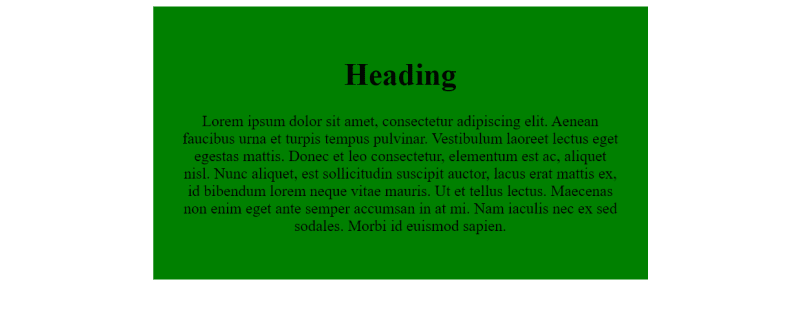 Heading
Lorem ipsum dolor sit amet, consectetur adipiscing elit. Aenean
faucibus urna et turpis tempus pulvinar. Vestibulum laoreet lectus eget
egestas mattis. Donec et leo consectetur, elementum est ac, aliquet
nisl. Nunc aliquet, est sollicitudin suscipit auctor, lacus erat mattis ex,
id bibendum lorem neque vitae mauris. Ut et tellus lectus. Maecenas
non enim eget ante semper accumsan in at mi. Nam iaculis nec ex sed
sodales. Morbi id euismod sapien.